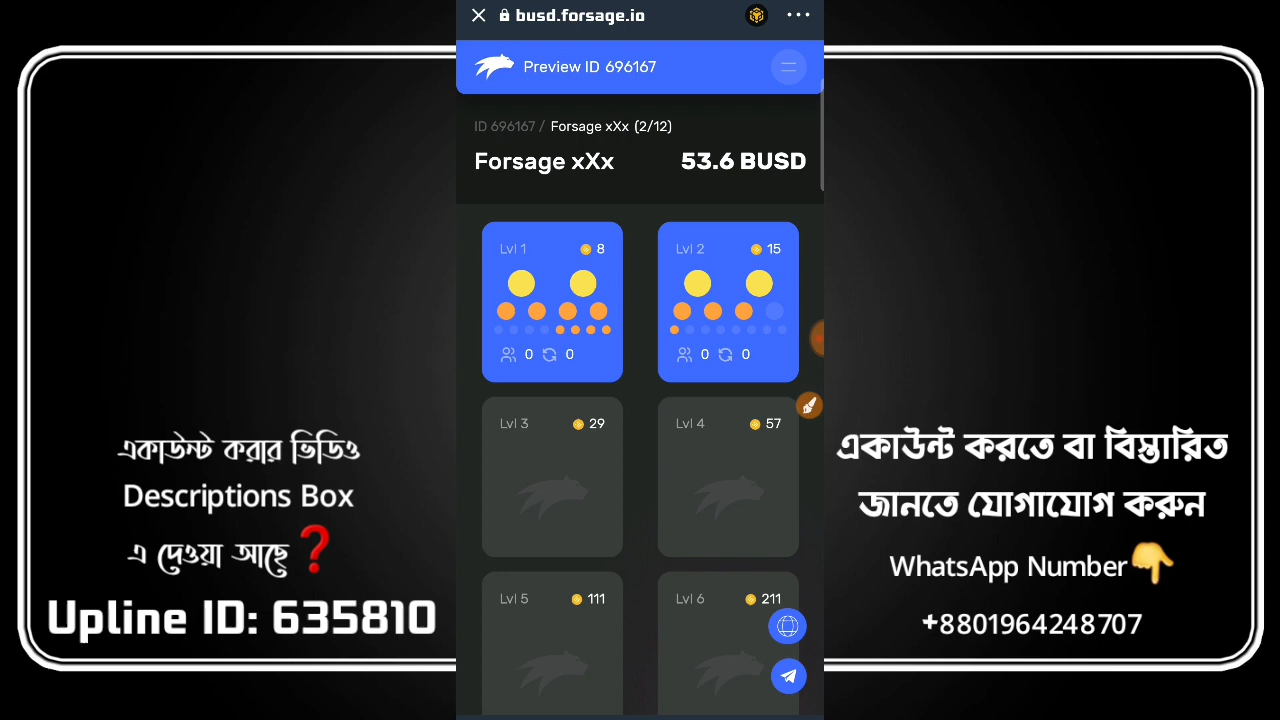 busd.forsage.io
Preview ID 696167
ID 696167 / Forsage xXx (2/12)
Forsage xXx 53.6 BUSD
Lvl 1 8
0 0
Lvl 2 15
0 0
Lvl 3 29
Lvl 4 57
Lvl 5 111
Lvl 6 211
একাউন্ট করার ভিডিও
Descriptions Box
এ দেওয়া আছে❓
Upline ID: 635810
একাউন্ট করতে বা বিস্তারিত
জানতে যোগাযোগ করুন
WhatsApp Number👇
+8801964248707